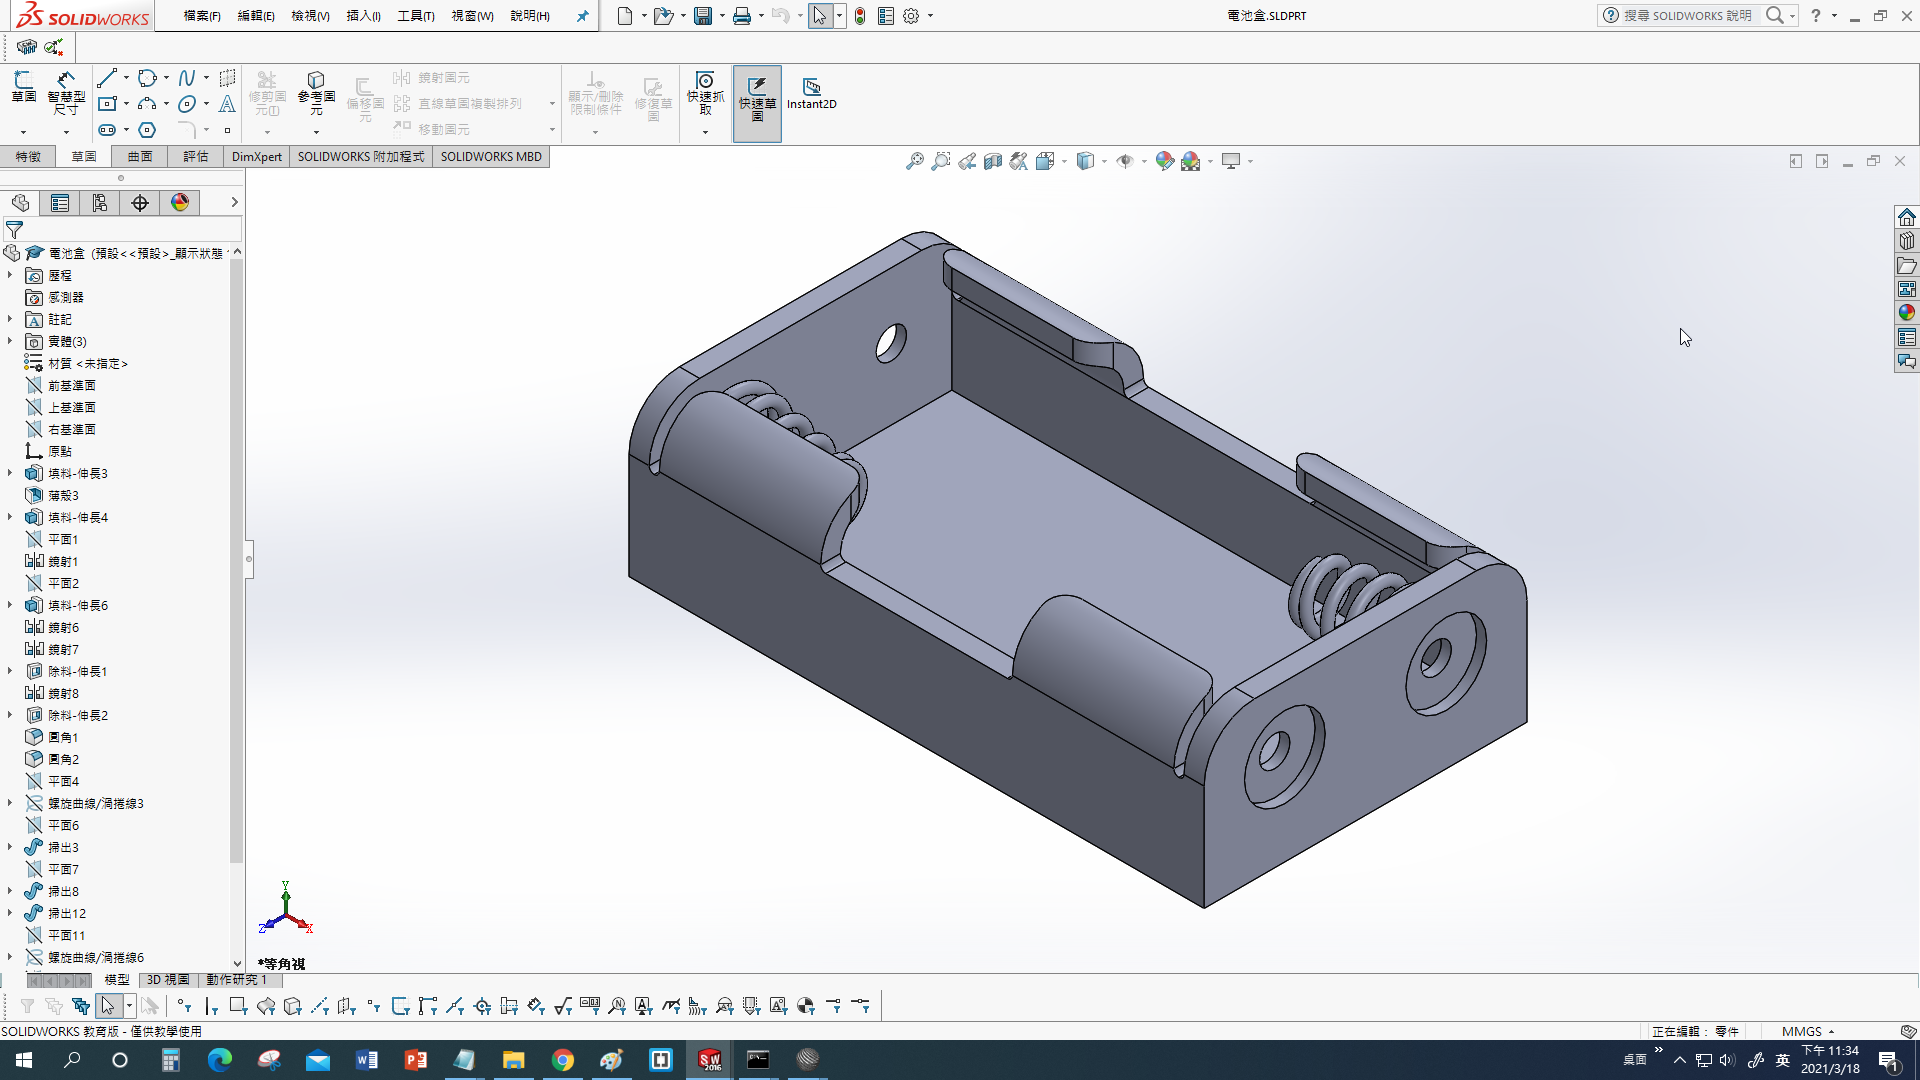 SOLIDWORKS
檔案(F) 編輯(E) 檢視(V) 插入(I) 工具(T) 視窗(W) 說明(H)
電池盒.SLDPRT
搜尋 SOLIDWORKS 說明
草圖
智慧型尺寸
修剪圖元(I)
參考圖元
偏移圖元
鏡射圖元
直線草圖複製排列
移動圖元
顯示/刪除限制條件
修復草圖
快速抓取
快速草圖
Instant2D
特徵 草圖 曲面 評估 DimXpert SOLIDWORKS 附加程式 SOLIDWORKS MBD
電池盒 (預設<<預設>_顯示狀態
歷程
感測器
註記
實體(3)
材質 <未指定>
前基準面
上基準面
右基準面
原點
填料-伸長3
薄殼3
填料-伸長4
平面1
鏡射1
平面2
填料-伸長6
鏡射6
鏡射7
除料-伸長1
鏡射8
除料-伸長2
圓角1
圓角2
平面4
螺旋曲線/渦捲線3
平面6
掃出3
平面7
掃出8
掃出12
平面11
螺旋曲線/渦捲線6
Y
Z
X
*等角視
模型 3D 視圖 動作研究 1
SOLIDWORKS 教育版 - 僅供教學使用
正在編輯： 零件
MMGS
桌面
英
下午 11:34
2021/3/18
1